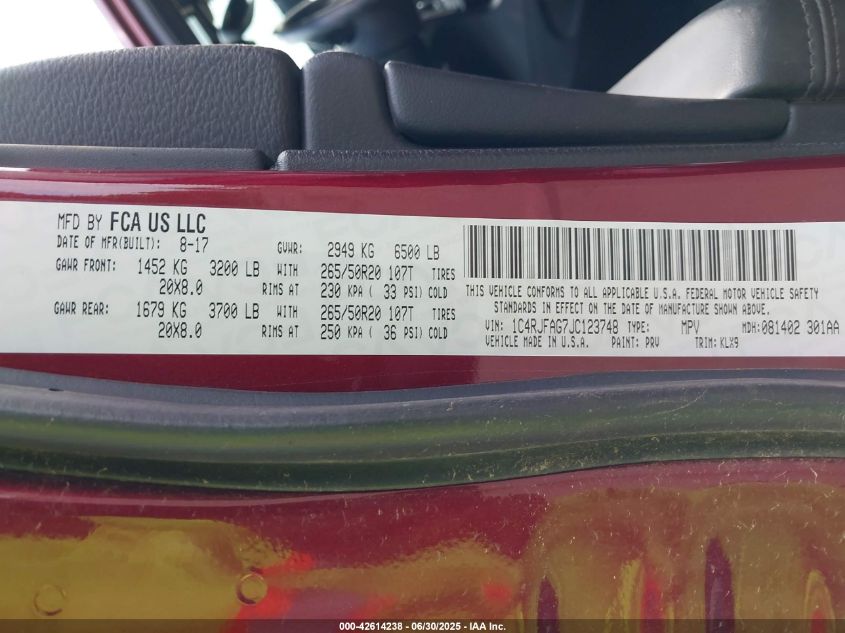 MFD BY FCA US LLC
DATE OF MFR(BUILT): 8-17 GVWR: 2949 KG 6500 LB
GAWR FRONT: 1452 KG 3200 LB WITH 265/50R20 107T TIRES
20X8.0 RIMS AT 230 KPA ( 33 PSI) COLD
GAWR REAR: 1679 KG 3700 LB WITH 265/50R20 107T TIRES
20X8.0 RIMS AT 250 KPA ( 36 PSI) COLD
THIS VEHICLE CONFORMS TO ALL APPLICABLE U.S.A. FEDERAL MOTOR VEHICLE SAFETY
STANDARDS IN EFFECT ON THE DATE OF MANUFACTURE SHOWN ABOVE.
VIN: 1C4RJFAG7JC123748 TYPE: MPV MDH: 081402 301AA
VEHICLE MADE IN U.S.A. PAINT: PRV TRIM: KLX9
000-42614238 - 06/30/2025 - IAA Inc.